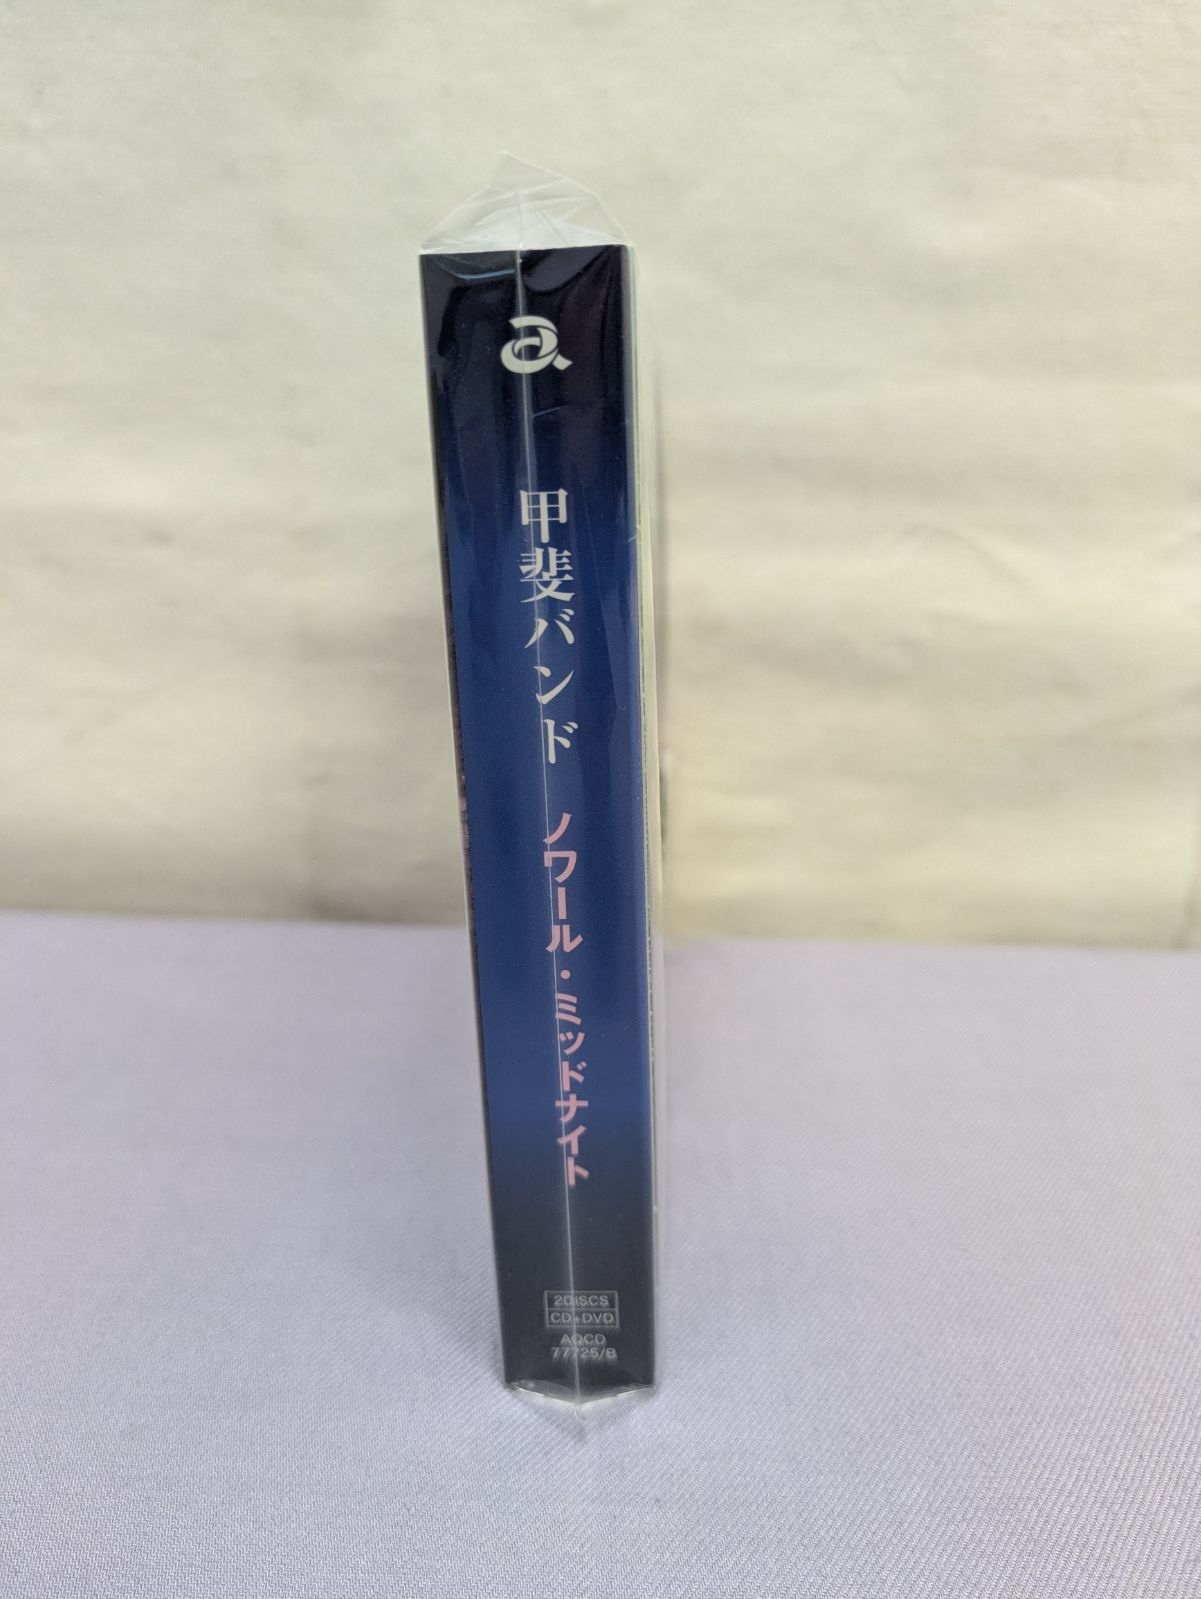 a
甲斐バンド
ノワール・ミッドナイト
2DISCS
CD+DVD
AQCD
77725/B